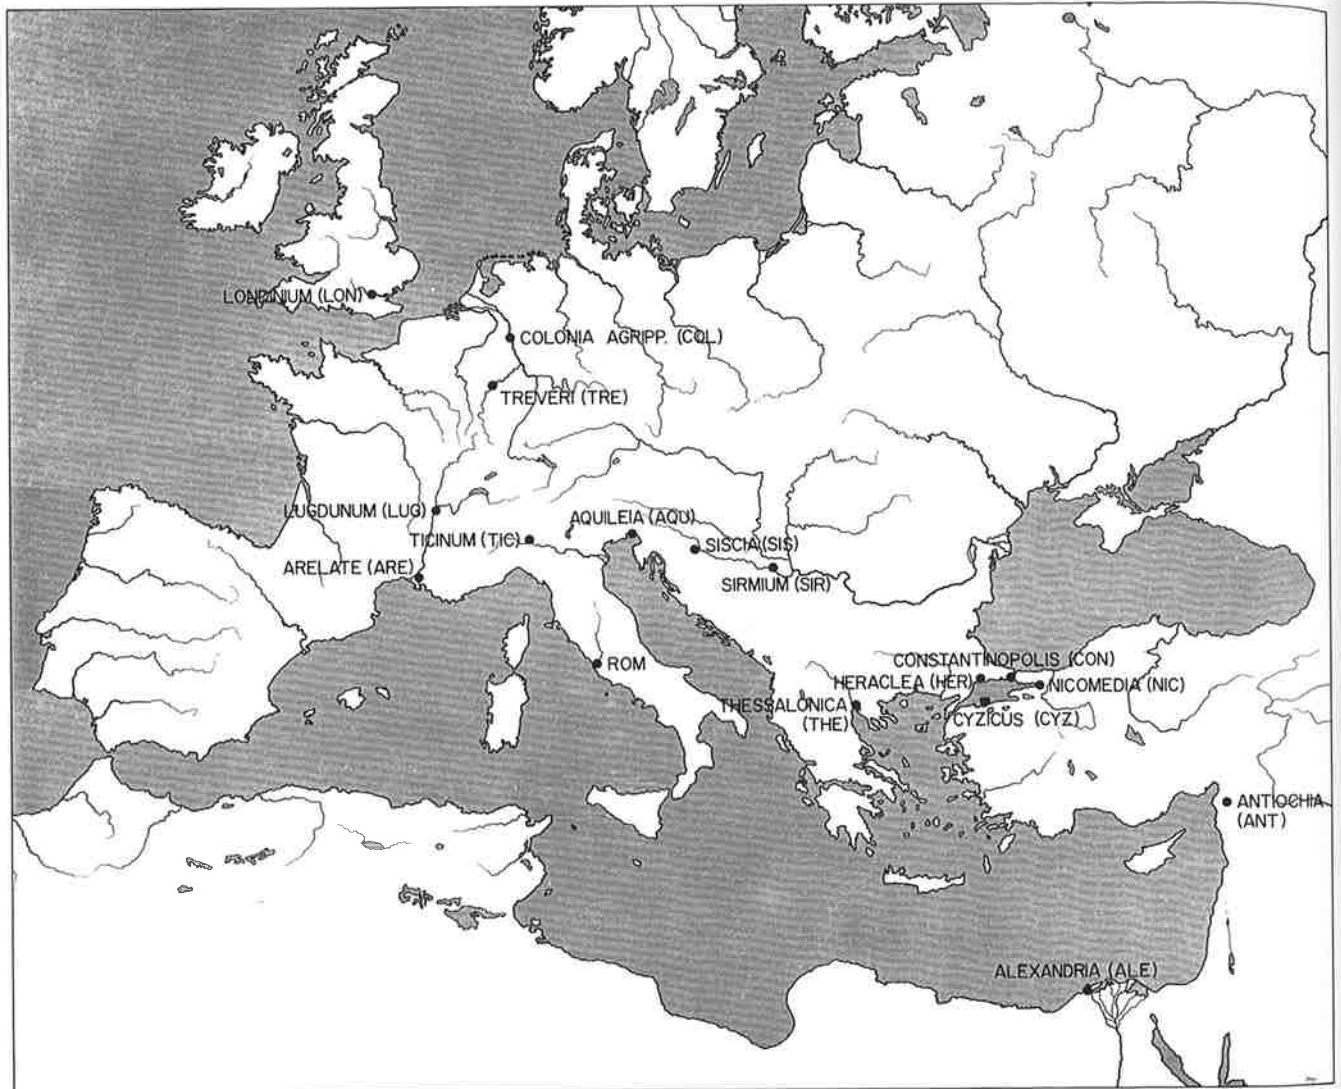 LONDINIUM (LON)
COLONIA AGRIPP. (COL)
TREVERI (TRE)
LUGDUNUM (LUG)
AQUILEIA (AQU)
TICINUM (TIC)
SISCIA (SIS)
ARELATE (ARE)
SIRMIUM (SIR)
ROM
CONSTANTINOPOLIS (CON)
HERACLEA (HER)
NICOMEDIA (NIC)
THESSALONICA
(THE)
CYZICUS (CYZ)
ANTIOCHIA
(ANT)
ALEXANDRIA (ALE)